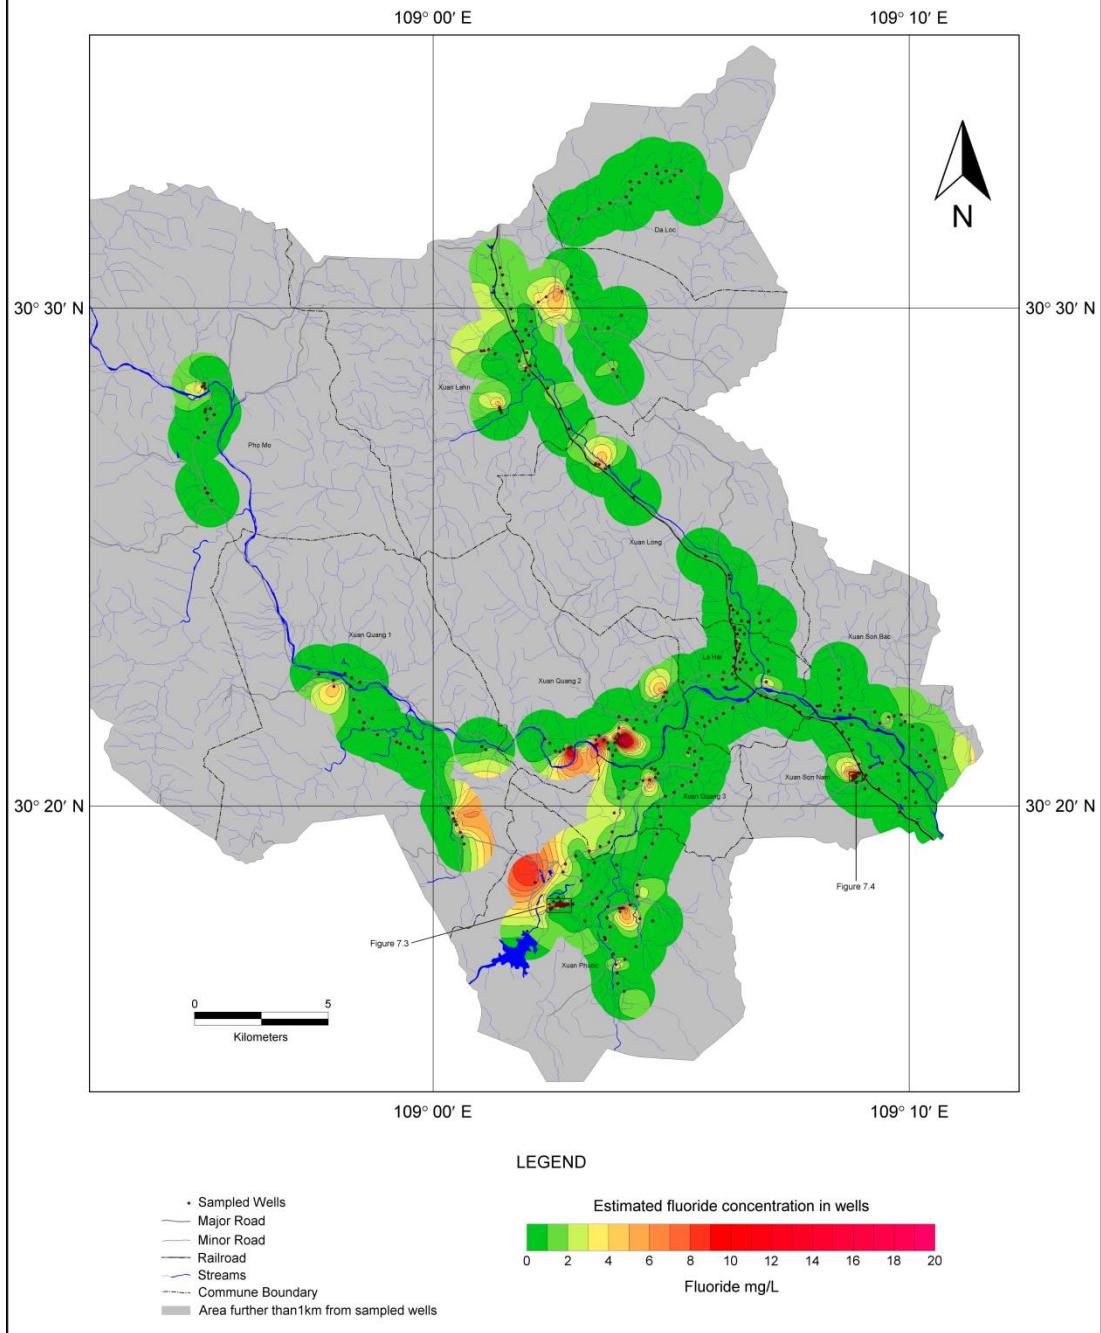 109° 00′ E
109° 10′ E
Da Loc
30° 30′ N
30° 30′ N
N
Xuan Lahn
Pho Mo
Xuan Long
Xuan Quang 1
Xuan Son Bac
La Hai
Xuan Quang 2
Xuan Son Nam
Xuan Quang 3
30° 20′ N
30° 20′ N
Figure 7.4
Figure 7.3
Xuan Phuoc
0 5
Kilometers
109° 00′ E
109° 10′ E
LEGEND
Sampled Wells
Major Road
Minor Road
Railroad
Streams
Commune Boundary
Area further than1km from sampled wells
Estimated fluoride concentration in wells
0 2 4 6 8 10 12 14 16 18 20
Fluoride mg/L